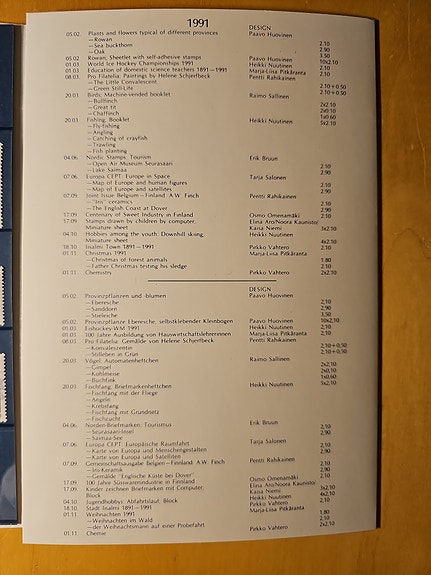 1991
DESIGN
05.02. Plants and flowers typical of different provinces Paavo Huovinen
—Rowan 2,10
—Sea buckthorn 2,90
—Oak 3,50
05.02. Rowan, Sheetlet with self-adhesive stamps Paavo Huovinen 10x2,10
01.03. World Ice Hockey Championships 1991 Heikki Nuutinen 2,10
01.03. Education of domestic science teachers 1891—1991 Marja-Liisa Pitkäranta 2,10
08.03. Pro Filatelia: Paintings by Helene Schjerfbeck Pentti Rahikainen
—The Little Convalescent 2,10+0,50
—Green Still-Life 2,10+0,50
20.03. Birds, Machine-vended booklet Raimo Sallinen
—Bullfinch 2x2,10
—Great tit 2x0,10
—Chaffinch 1x0,60
20.03. Fishing, Booklet Heikki Nuutinen 5x2,10
—Fly-fishing
—Angling
—Catching of crayfish
—Trawling
—Fish planting
04.06. Nordic Stamps. Tourism Erik Bruun
—Open Air Museum Seurasaari 2,10
—Lake Saimaa 2,90
07.06. Europa CEPT. Europe in Space Tarja Salonen
—Map of Europe and human figures 2,10
—Map of Europe and satellites 2,90
07.09. Joint Issue Belgium—Finland. A.W. Finch Pentti Rahikainen
—"Iris" ceramics 2,10
—The English Coast at Dover 2,90
17.09. Centenary of Sweet Industry in Finland Osmo Omenamäki 2,10
17.09. Stamps drawn by children by computer, Elina Aro/Noora Kaunisto/
Miniature sheet Kaisa Niemi 3x2,10
04.10. Hobbies among the youth: Downhill skiing, Heikki Nuutinen
Miniature sheet 4x2,10
18.10. Iisalmi Town 1891—1991 Pirkko Vahtero 2,10
01.11. Christmas 1991 Marja-Liisa Pitkäranta
—Christmas of forest animals 1,80
—Father Christmas testing his sledge 2,10
01.11. Chemistry Pirkko Vahtero 2x2,10
DESIGN
05.02. Provinzpflanzen und -blumen Paavo Huovinen
—Eberesche 2,10
—Sanddorn 2,90
—Stieleiche 3,50
05.02. Provinzpflanze Eberesche, selbstklebender Kleinbogen Paavo Huovinen 10x2,10
01.03. Eishockey-WM 1991 Heikki Nuutinen 2,10
01.03. 100 Jahre Ausbildung von Hauswirtschaftslehrerinnen Marja-Liisa Pitkäranta 2,10
08.03. Pro Filatelia: Gemälde von Helene Schjerfbeck Pentti Rahikainen
—Konvaleszentin 2,10+0,50
—Stilleben in Grün 2,10+0,50
20.03. Vögel, Automatenheftchen Raimo Sallinen
—Gimpel 2x2,10
—Kohlmeise 2x0,10
—Buchfink 1x0,60
20.03. Fischfang, Briefmarkenheftchen Heikki Nuutinen 5x2,10
—Fischfang mit der Fliege
—Angeln
—Krebsfang
—Fischfang mit Grundnetz
—Fischzucht
04.06. Norden-Briefmarken. Tourismus Erik Bruun
—Seurasaari-Insel 2,10
—Saimaa-See 2,90
07.06. Europa CEPT: Europäische Raumfahrt Tarja Salonen
—Karte von Europa und Menschengestalten 2,10
—Karte von Europa und Satelliten 2,90
07.09. Gemeinschaftsausgabe Belgien—Finnland. A.W. Finch Pentti Rahikainen
—Iris-Keramik 2,10
—Gemälde "Englische Küste bei Dover" 2,90
17.09. 100 Jahre Süsswarenindustrie in Finnland Osmo Omenamäki 2,10
17.09. Kinder zeichnen Briefmarken mit Computer, Elina Aro/Noora Kaunisto/
Block Kaisa Niemi 3x2,10
04.10. Jugendhobbys: Abfahrtslauf, Block Heikki Nuutinen 4x2,10
18.10. Stadt Iisalmi 1891—1991 Pirkko Vahtero 2,10
01.11. Weihnachten 1991 Marja-Liisa Pitkäranta
—Weihnachten im Wald 1,80
—der Weihnachtsmann auf einer Probefahrt 2,10
01.11. Chemie Pirkko Vahtero 2x2,10